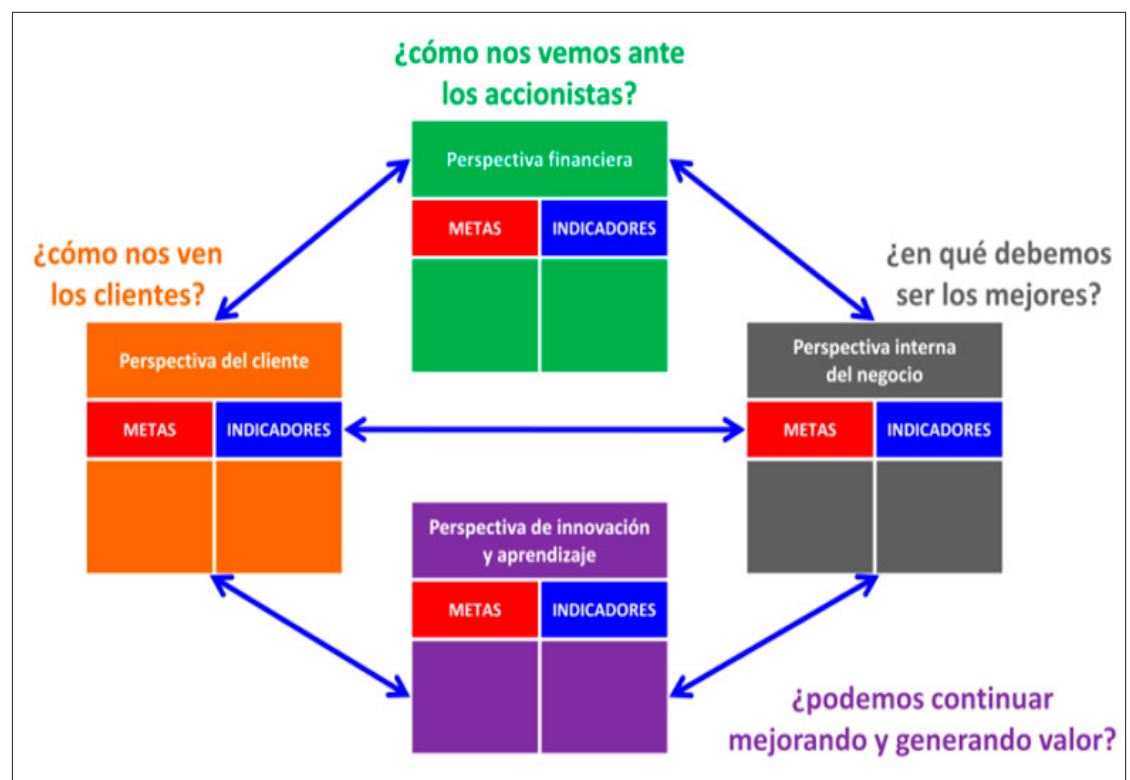 ¿cómo nos vemos ante
los accionistas?
Perspectiva financiera
METAS
INDICADORES
¿cómo nos ven
los clientes?
Perspectiva del cliente
METAS
INDICADORES
¿en qué debemos
ser los mejores?
Perspectiva interna
del negocio
METAS
INDICADORES
Perspectiva de innovación
y aprendizaje
METAS
INDICADORES
¿podemos continuar
mejorando y generando valor?